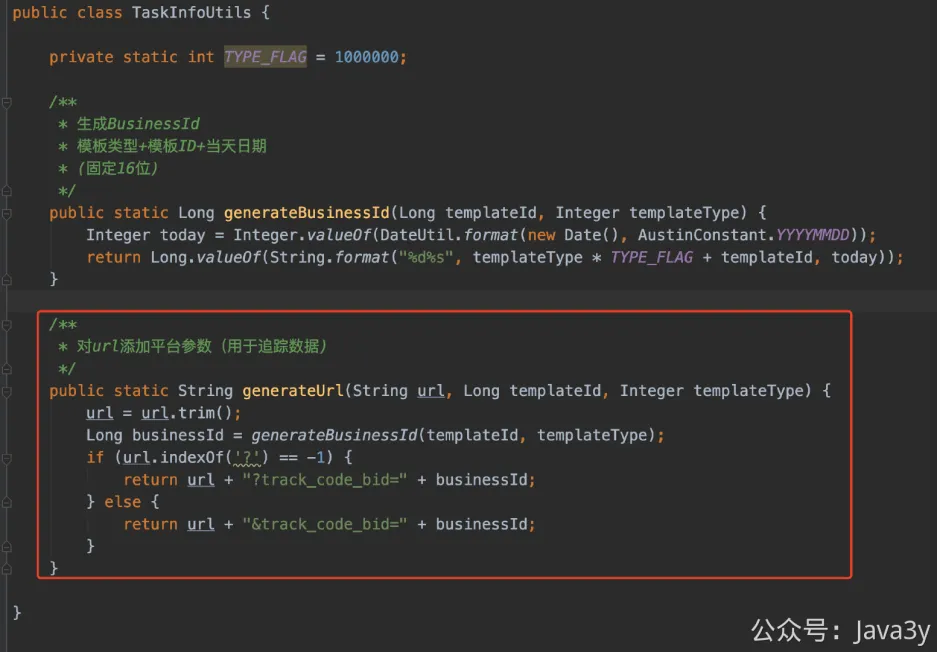 public class TaskInfoUtils {
private static int TYPE_FLAG = 1000000;
/**
* 生成BusinessId
* 模板类型+模板ID+当天日期
* (固定16位)
*/
public static Long generateBusinessId(Long templateId, Integer templateType) {
Integer today = Integer.valueOf(DateUtil.format(new Date(), AustinConstant.YYYYMMDD));
return Long.valueOf(String.format("%d%s", templateType * TYPE_FLAG + templateId, today));
}
/**
* 对url添加平台参数（用于追踪数据）
*/
public static String generateUrl(String url, Long templateId, Integer templateType) {
url = url.trim();
Long businessId = generateBusinessId(templateId, templateType);
if (url.indexOf('?') == -1) {
return url + "?track_code_bid=" + businessId;
} else {
return url + "&track_code_bid=" + businessId;
}
}
}
公众号：Java3y